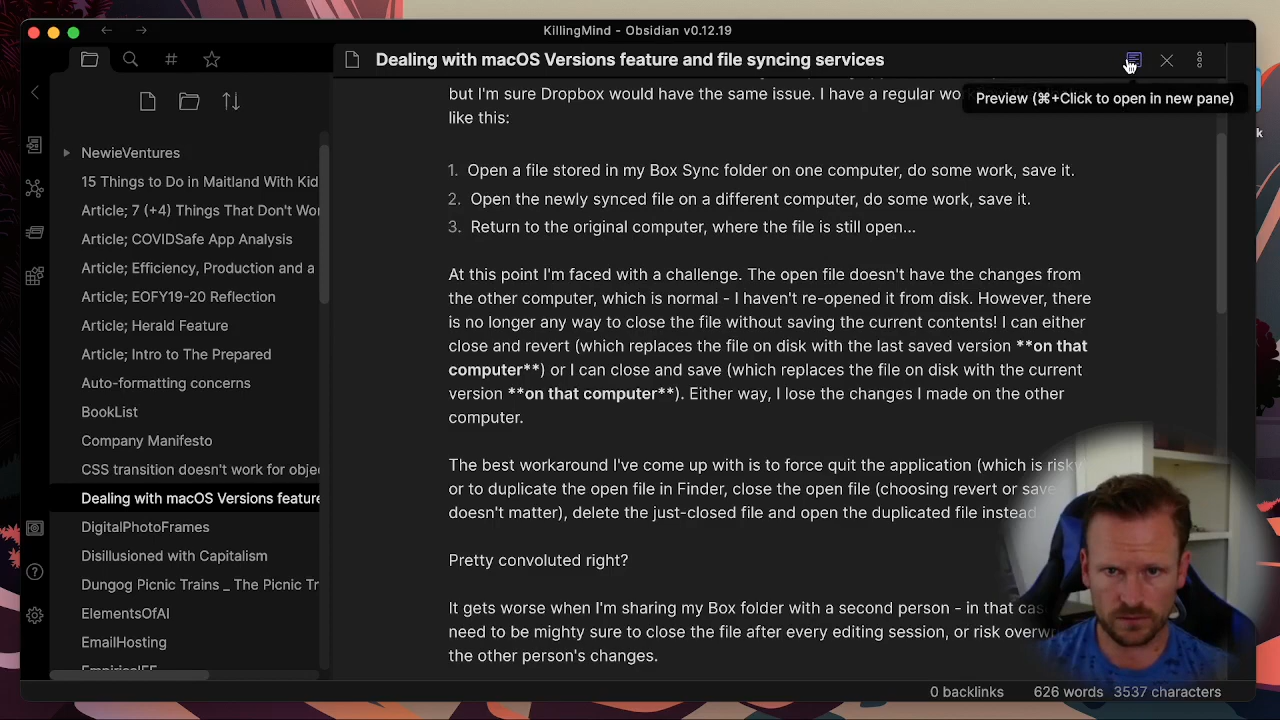 KillingMind - Obsidian v0.12.19
Dealing with macOS Versions feature and file syncing services
Preview (⌘+Click to open in new pane)
NewieVentures
15 Things to Do in Maitland With Kid
Article; 7 (+4) Things That Don't Wor
Article; COVIDSafe App Analysis
Article; Efficiency, Production and a
Article; EOFY19-20 Reflection
Article; Herald Feature
Article; Intro to The Prepared
Auto-formatting concerns
BookList
Company Manifesto
CSS transition doesn't work for obje
Dealing with macOS Versions feature
DigitalPhotoFrames
Disillusioned with Capitalism
Dungog Picnic Trains _ The Picnic Tr
ElementsOfAI
EmailHosting
but I'm sure Dropbox would have the same issue. I have a regular wo
like this:
1. Open a file stored in my Box Sync folder on one computer, do some work, save it.
2. Open the newly synced file on a different computer, do some work, save it.
3. Return to the original computer, where the file is still open...
At this point I'm faced with a challenge. The open file doesn't have the changes from
the other computer, which is normal - I haven't re-opened it from disk. However, there
is no longer any way to close the file without saving the current contents! I can either
close and revert (which replaces the file on disk with the last saved version **on that
computer**) or I can close and save (which replaces the file on disk with the current
version **on that computer**). Either way, I lose the changes I made on the other
computer.
The best workaround I've come up with is to force quit the application (which is risky
or to duplicate the open file in Finder, close the open file (choosing revert or save
doesn't matter), delete the just-closed file and open the duplicated file instead
Pretty convoluted right?
It gets worse when I'm sharing my Box folder with a second person - in that cas
need to be mighty sure to close the file after every editing session, or risk overw
the other person's changes.
0 backlinks 626 words 3537 characters